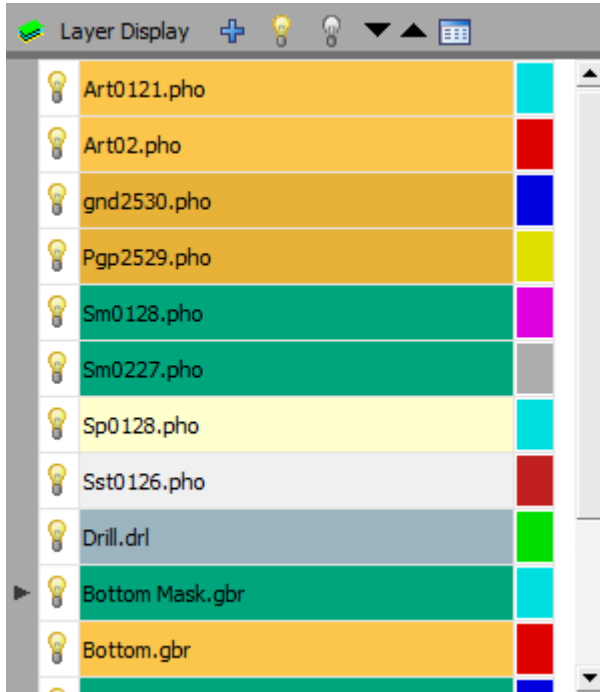 Layer Display
Art0121.pho
Art02.pho
gnd2530.pho
Pgp2529.pho
Sm0128.pho
Sm0227.pho
Sp0128.pho
Sst0126.pho
Drill.drl
Bottom Mask.gbr
Bottom.gbr